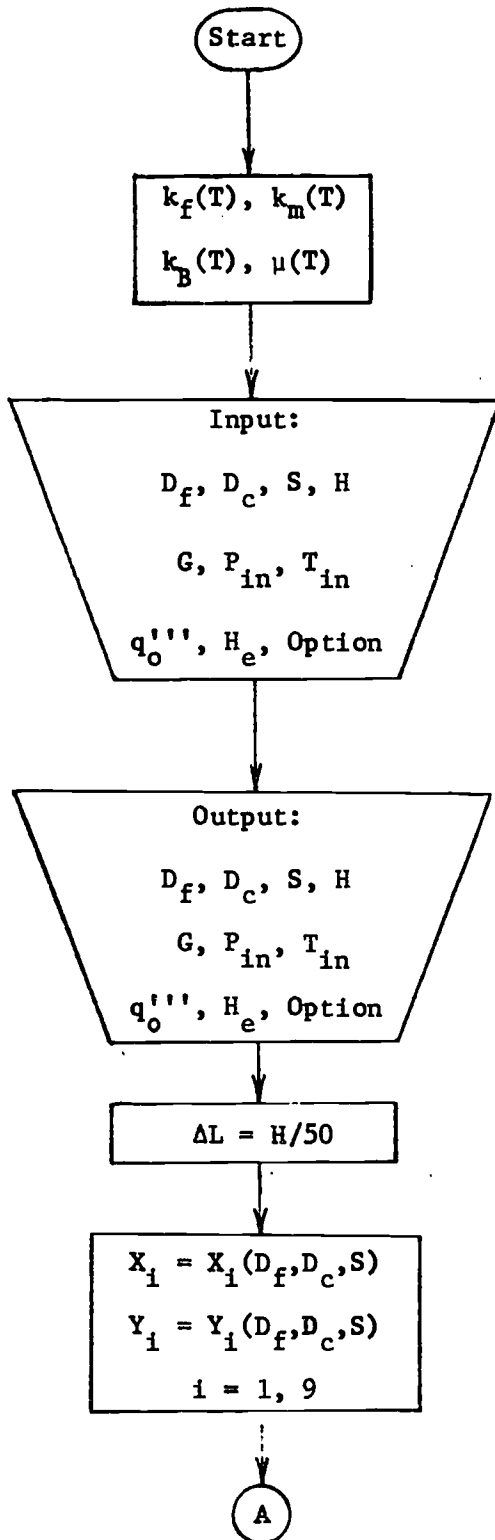 Start
k_f(T), k_m(T)
k_B(T), μ(T)
Input:
D_f, D_c, S, H
G, P_in, T_in
q_o''', H_e, Option
Output:
D_f, D_c, S, H
G, P_in, T_in
q_o''', H_e, Option
ΔL = H/50
X_i = X_i(D_f,D_c,S)
Y_i = Y_i(D_f,D_c,S)
i = 1, 9
A